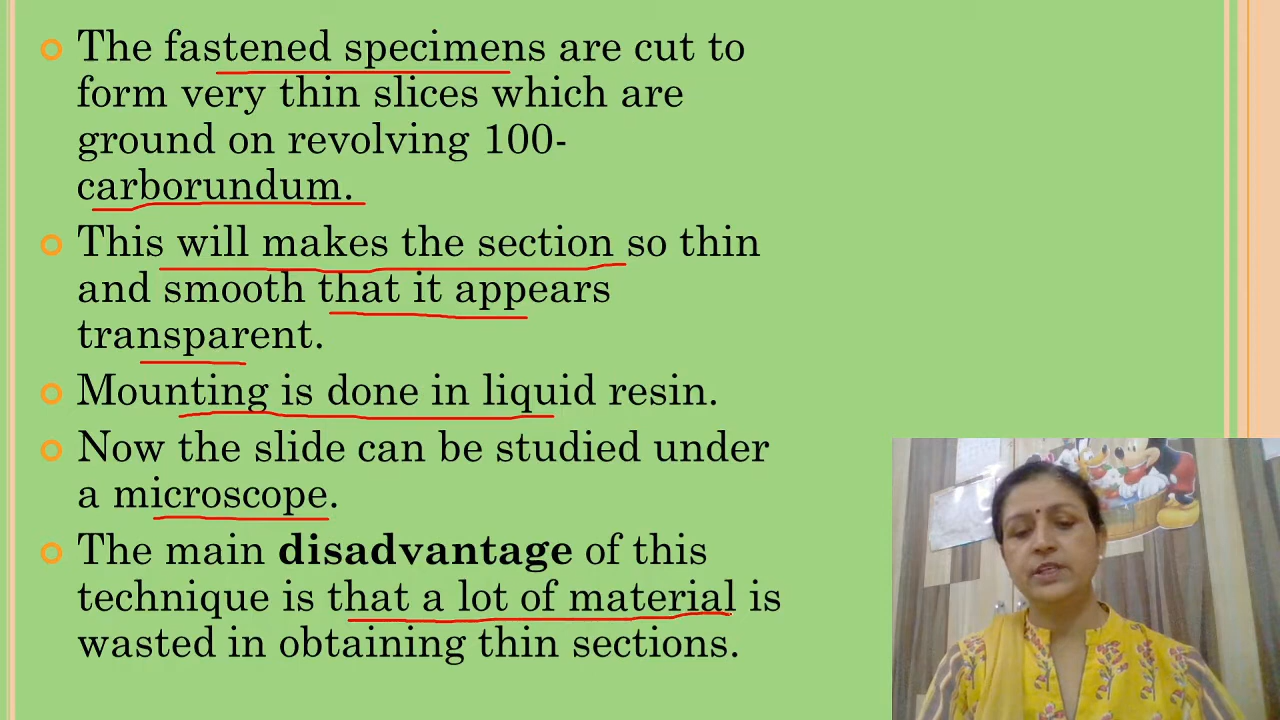 The fastened specimens are cut to
form very thin slices which are
ground on revolving 100-
carborundum.
This will makes the section so thin
and smooth that it appears
transparent.
Mounting is done in liquid resin.
Now the slide can be studied under
a microscope.
The main disadvantage of this
technique is that a lot of material is
wasted in obtaining thin sections.